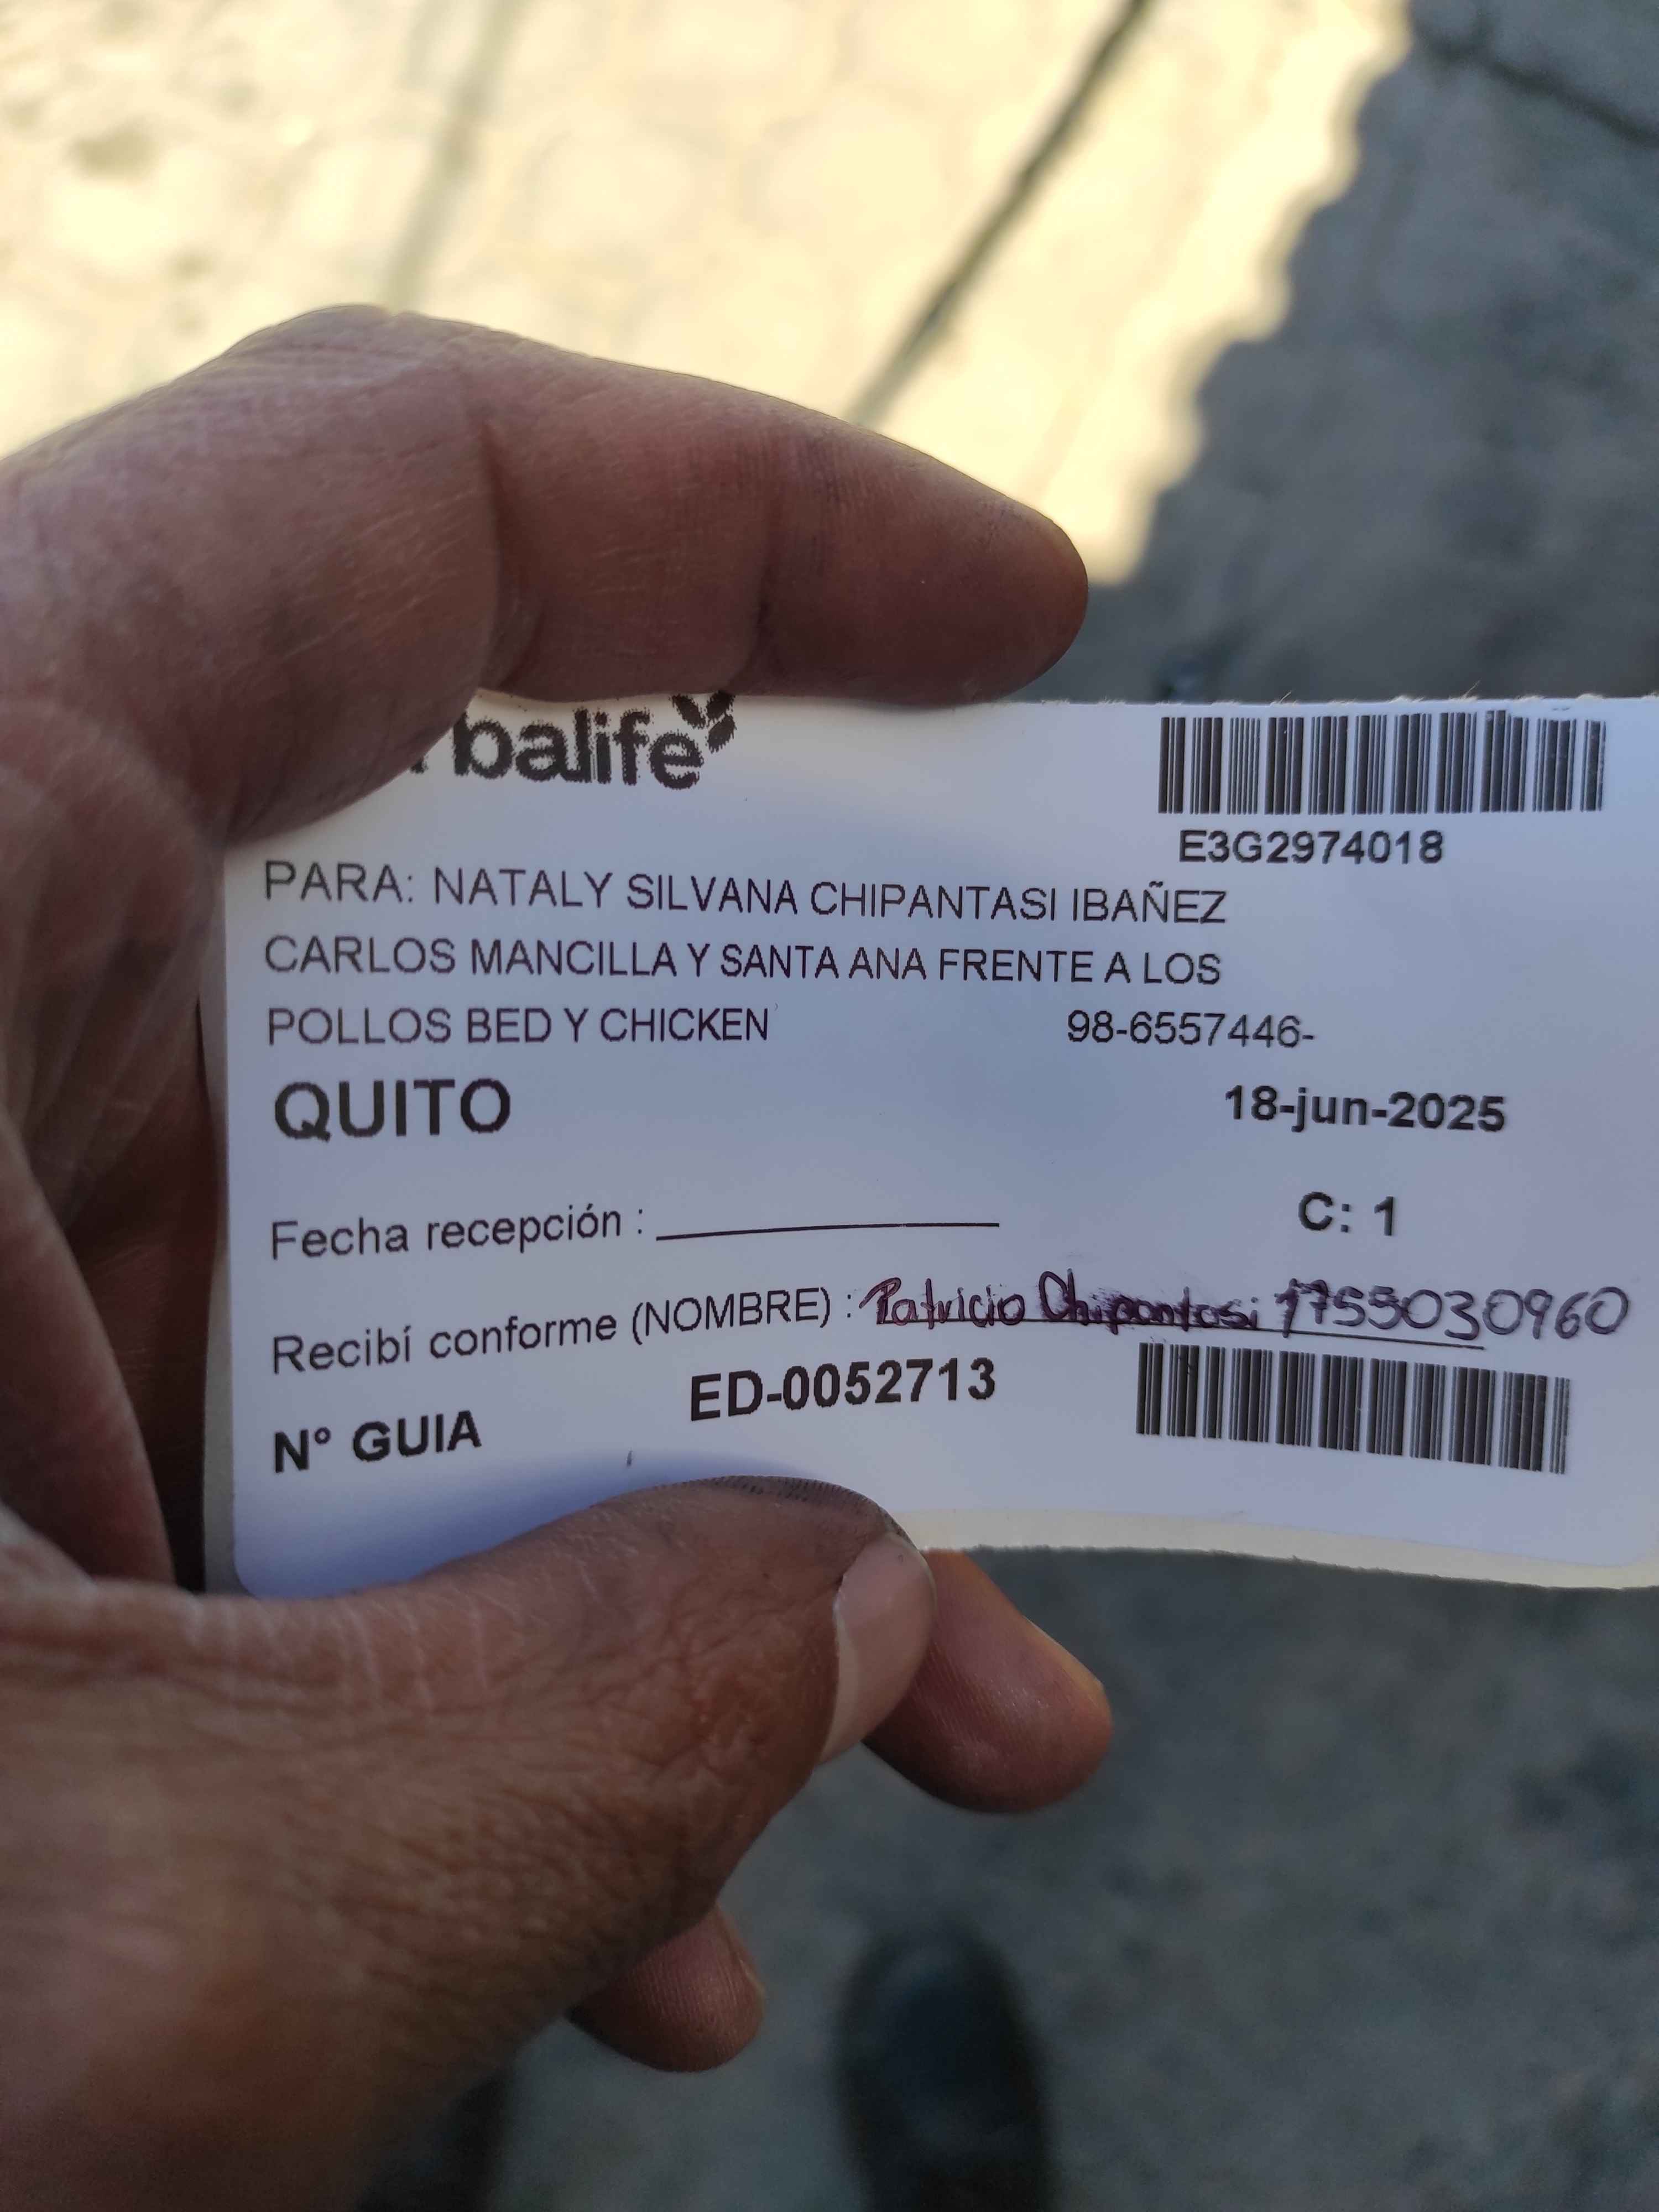 balife
E3G2974018
PARA: NATALY SILVANA CHIPANTASI IBAÑEZ
CARLOS MANCILLA Y SANTA ANA FRENTE A LOS
POLLOS BED Y CHICKEN 98-6557446-
QUITO 18-jun-2025
Fecha recepción : C: 1
Recibí conforme (NOMBRE) : Patricio Chipantasi 1755030960
N° GUIA ED-0052713